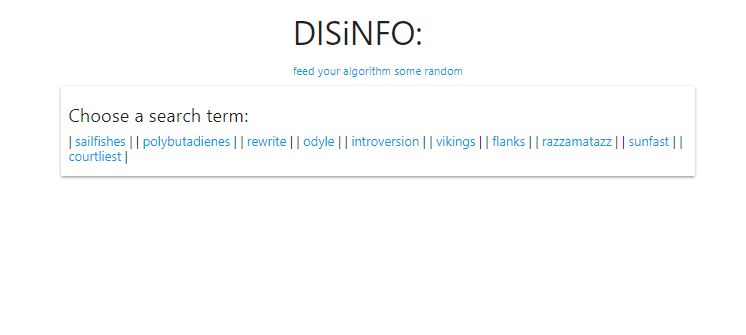 DISiNFO:
feed your algorithm some random
Choose a search term:
| sailfishes | | polybutadienes | | rewrite | | odyle | | introversion | | vikings | | flanks | | razzamatazz | | sunfast | |
courtliest |